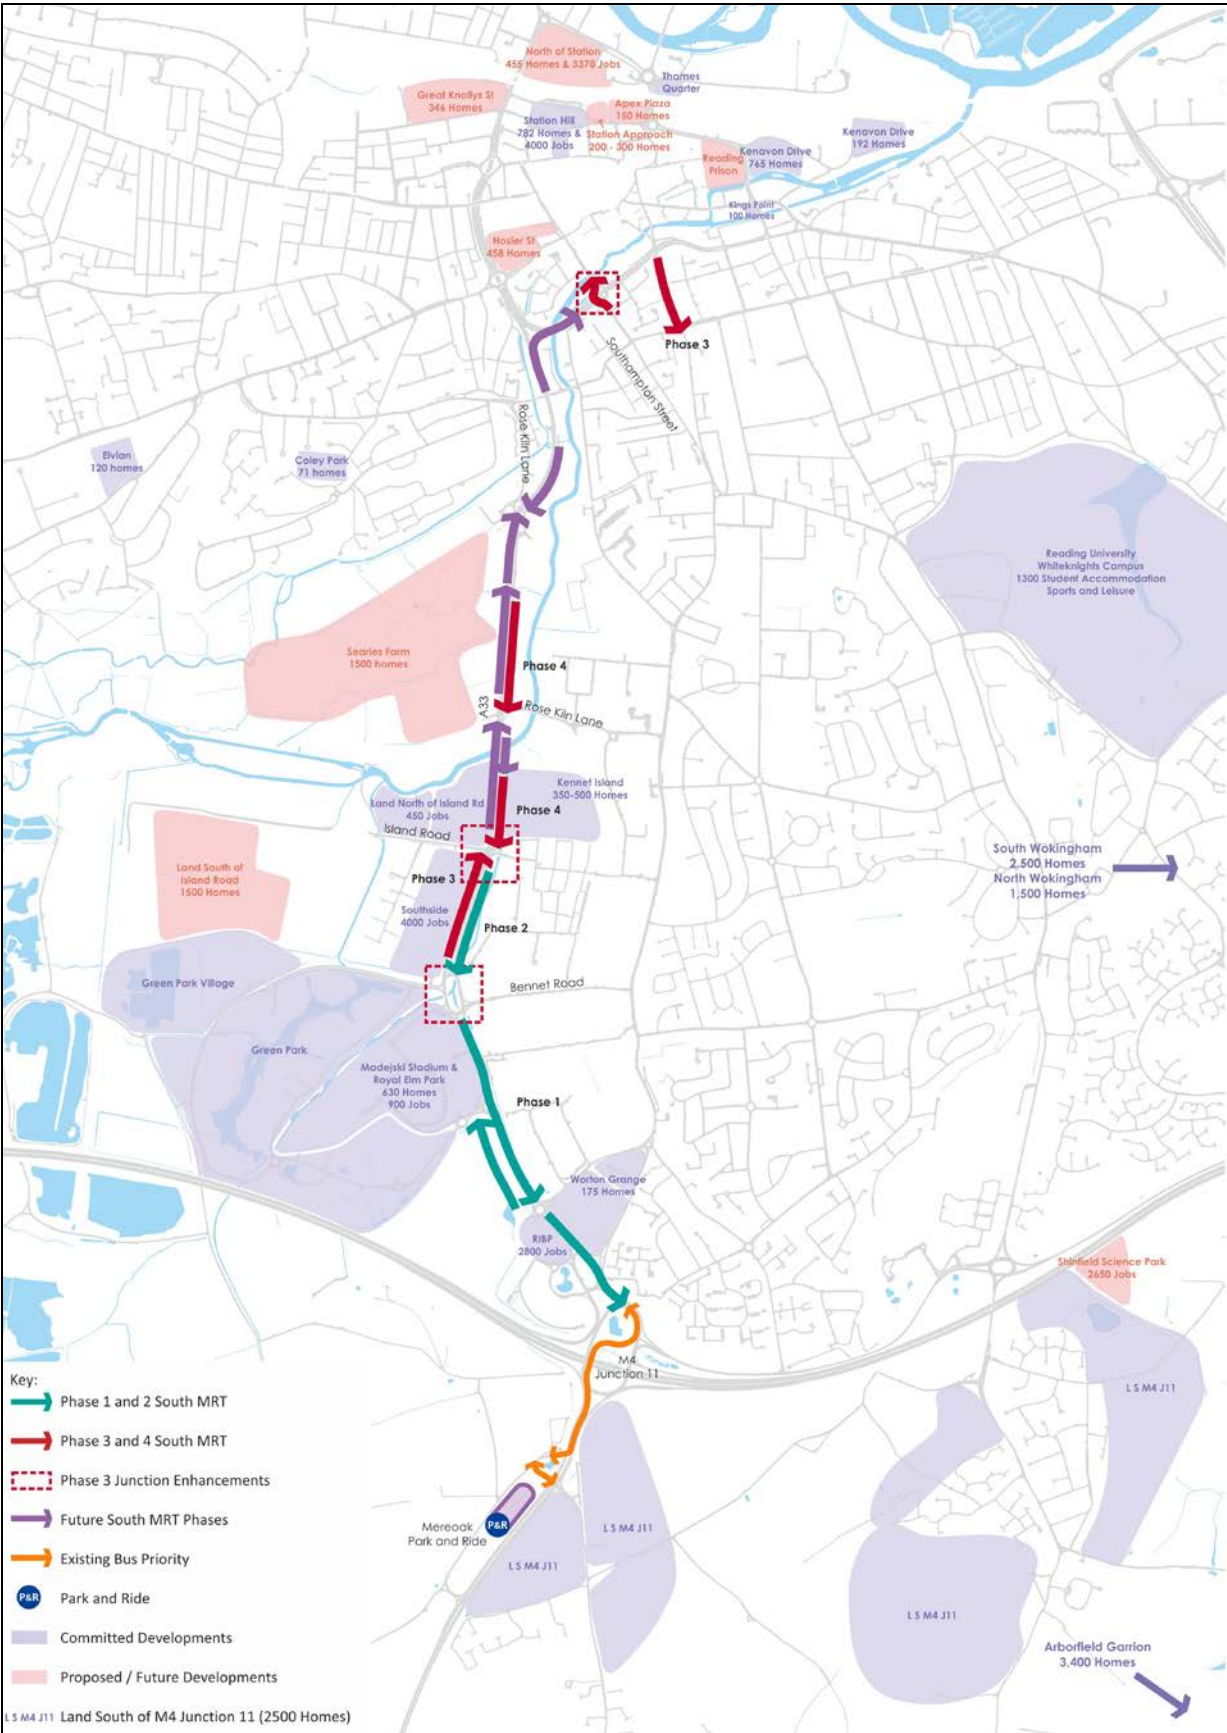 North of Station
455 Homes & 3370 Jobs
Thames
Quarter
Great Knollys St
346 Homes
Apex Plaza
150 Homes
Station Hill
782 Homes &
4000 Jobs
Station Approach
200 - 300 Homes
Kenavon Drive
192 Homes
Reading
Prison
Kenavon Drive
765 Homes
Kings Point
100 Homes
Hosier St
458 Homes
Phase 3
Southampton Street
Rose Kiln Lane
Elvian
120 homes
Coley Park
71 homes
Reading University
Whiteknights Campus
1300 Student Accommodation
Sports and Leisure
Searles Farm
1500 homes
Phase 4
A33
Rose Kiln Lane
Kennet Island
350-500 Homes
Land North of Island Rd
450 Jobs
Phase 4
Island Road
South Wokingham
2,500 Homes
North Wokingham
1,500 Homes
Land South of
Island Road
1500 Homes
Phase 3
Southside
4000 Jobs
Phase 2
Green Park Village
Bennet Road
Green Park
Madejski Stadium &
Royal Elm Park
630 Homes
900 Jobs
Phase 1
Worton Grange
175 Homes
RIBP
2800 Jobs
Shinfield Science Park
2650 Jobs
M4
Junction 11
L S M4 J11
Mereoak
Park and Ride
P&R
L S M4 J11
L S M4 J11
L S M4 J11
Arborfield Garrion
3,400 Homes
Key:
Phase 1 and 2 South MRT
Phase 3 and 4 South MRT
Phase 3 Junction Enhancements
Future South MRT Phases
Existing Bus Priority
P&R Park and Ride
Committed Developments
Proposed / Future Developments
L S M4 J11 Land South of M4 Junction 11 (2500 Homes)